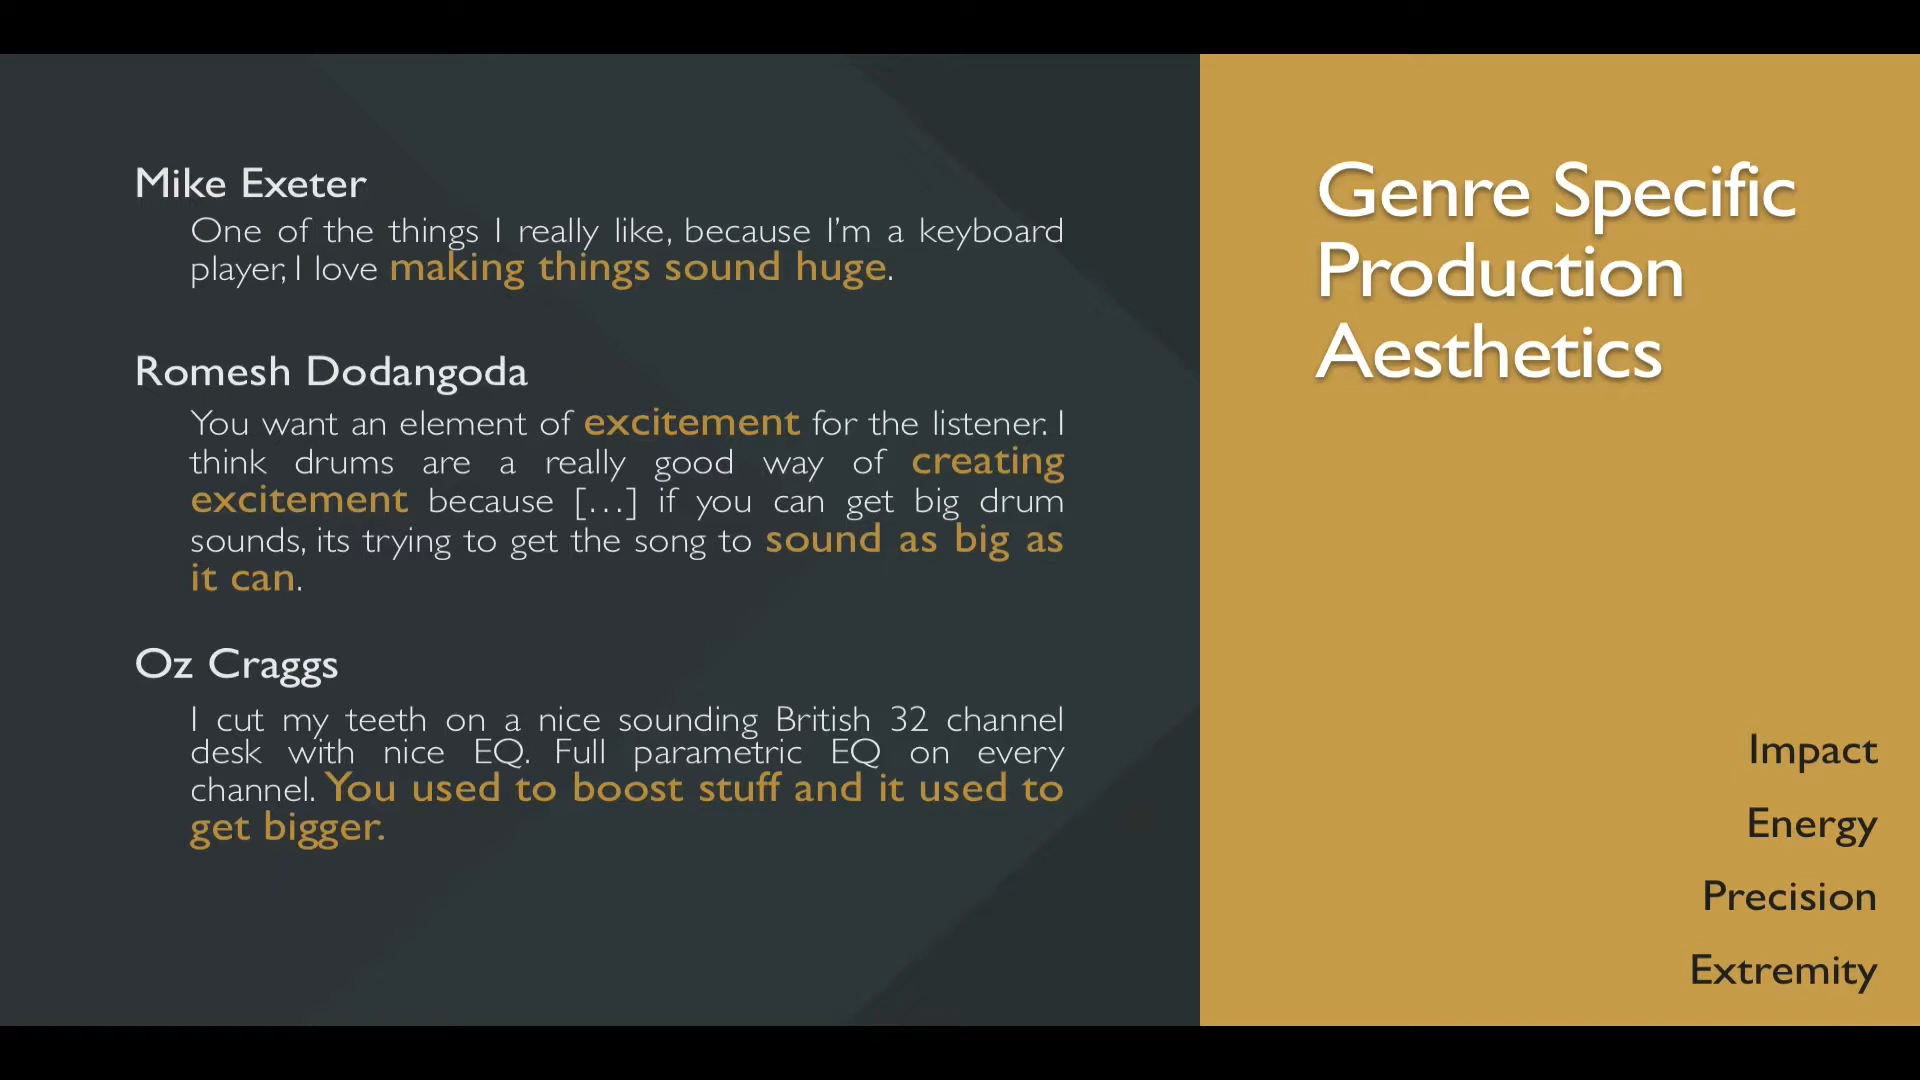 Mike Exeter
One of the things I really like, because I'm a keyboard
player, I love making things sound huge.
Romesh Dodangoda
You want an element of excitement for the listener. I
think drums are a really good way of creating
excitement because […] if you can get big drum
sounds, its trying to get the song to sound as big as
it can.
Oz Craggs
I cut my teeth on a nice sounding British 32 channel
desk with nice EQ. Full parametric EQ on every
channel. You used to boost stuff and it used to
get bigger.
Genre Specific
Production
Aesthetics
Impact
Energy
Precision
Extremity